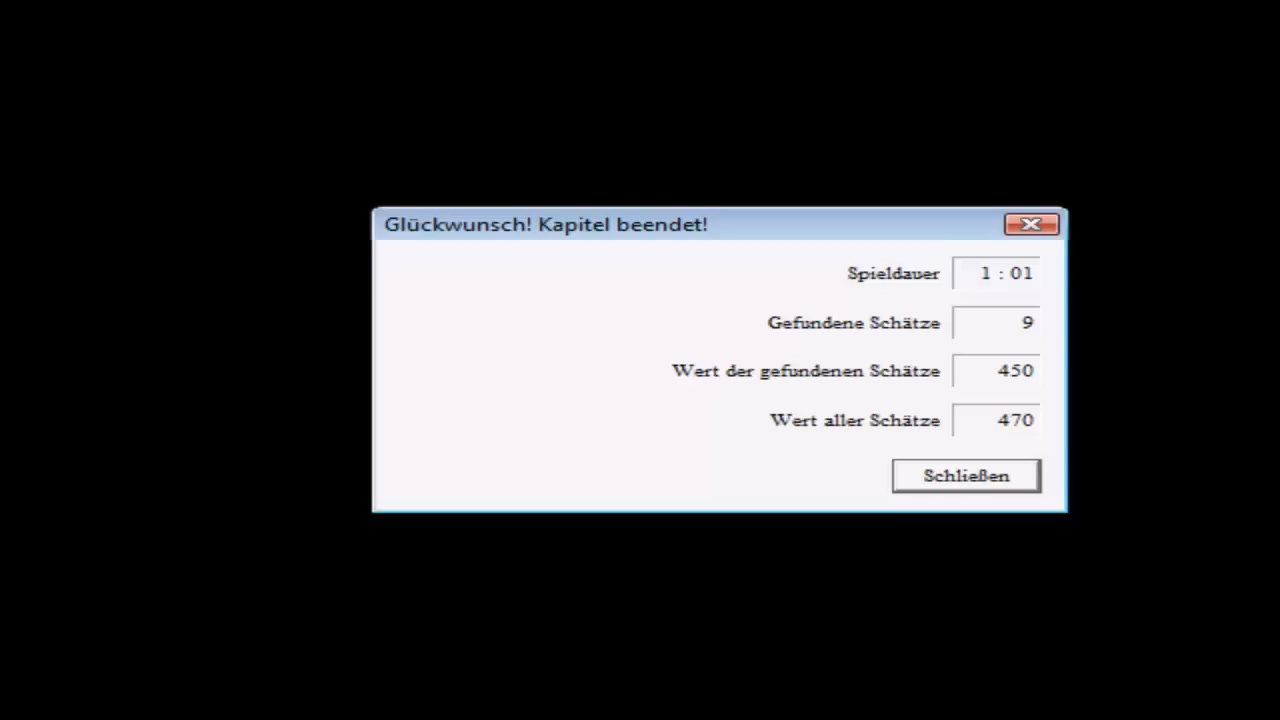 Glückwunsch! Kapitel beendet!
Spieldauer 1 : 01
Gefundene Schätze 9
Wert der gefundenen Schätze 450
Wert aller Schätze 470
Schließen